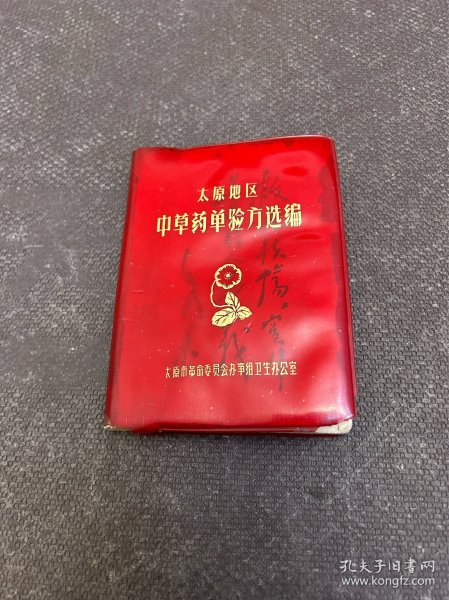 太原地区
中草药单验方选编
太原市革命委员会办事组卫生办公室
孔夫子旧书网
www.kongfz.com